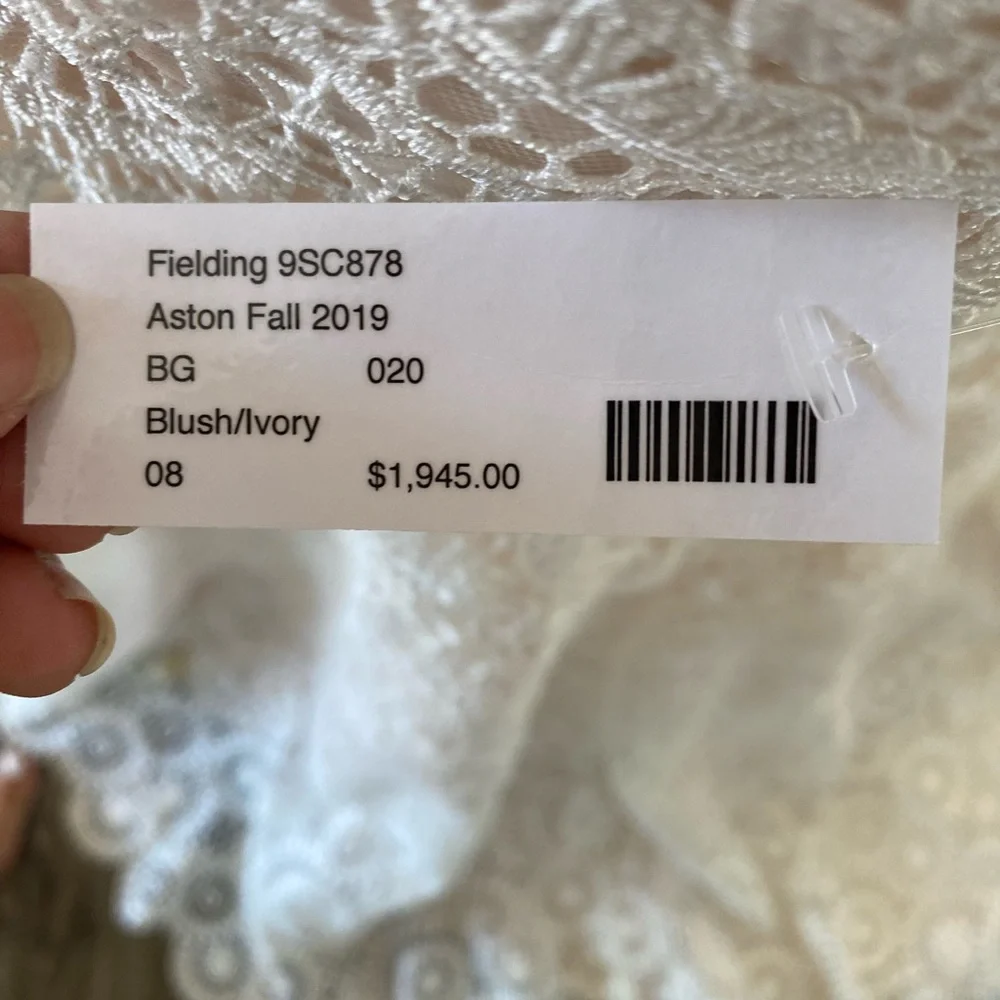 Fielding 9SC878
Aston Fall 2019
BG 020
Blush/Ivory
08 $1,945.00